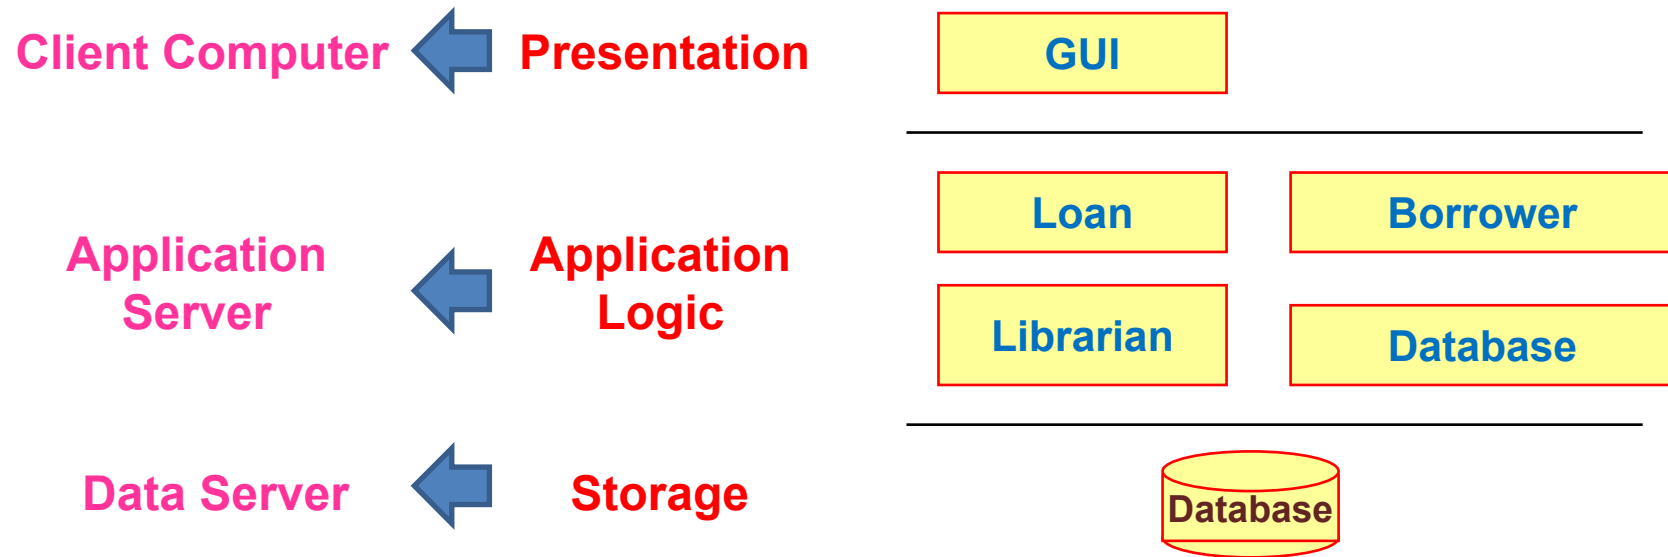 Client Computer
Presentation
GUI
Application
Server
Application
Logic
Loan
Borrower
Librarian
Database
Data Server
Storage
Database